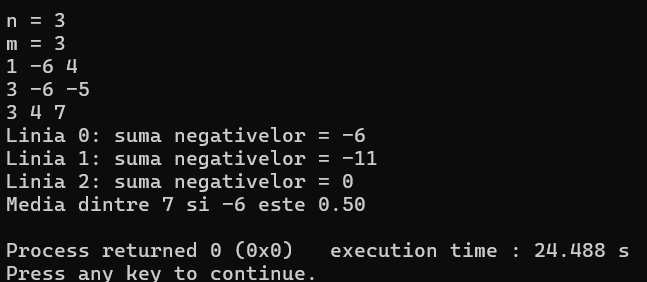 n = 3
m = 3
1 -6 4
3 -6 -5
3 4 7
Linia 0: suma negativelor = -6
Linia 1: suma negativelor = -11
Linia 2: suma negativelor = 0
Media dintre 7 si -6 este 0.50
Process returned 0 (0x0)   execution time : 24.488 s
Press any key to continue.